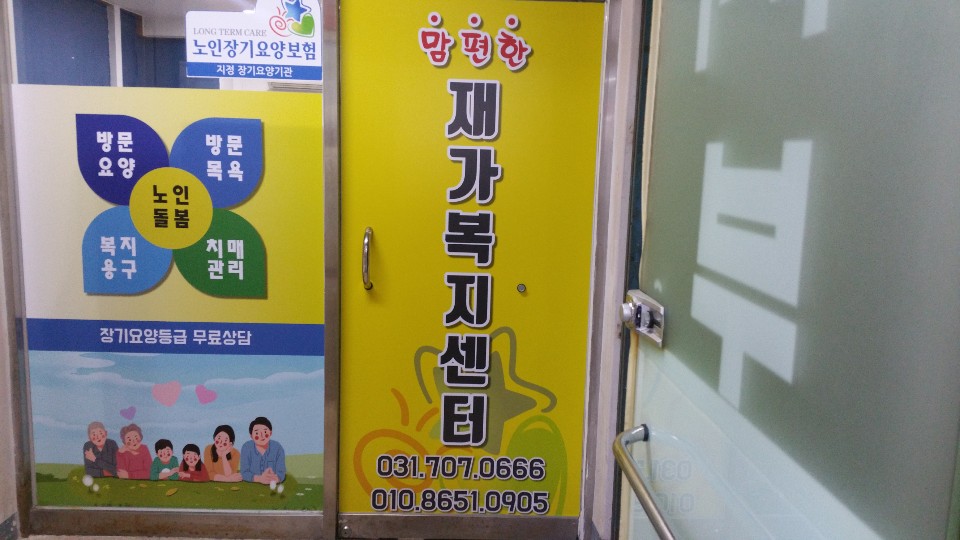 LONG TERM CARE
노인장기요양보험
지정 장기요양기관
방문
요양
방문
목욕
노인
돌봄
복지
용구
치매
관리
장기요양등급 무료상담
맘편한
재가복지센터
031.707.0666
010.8651.0905